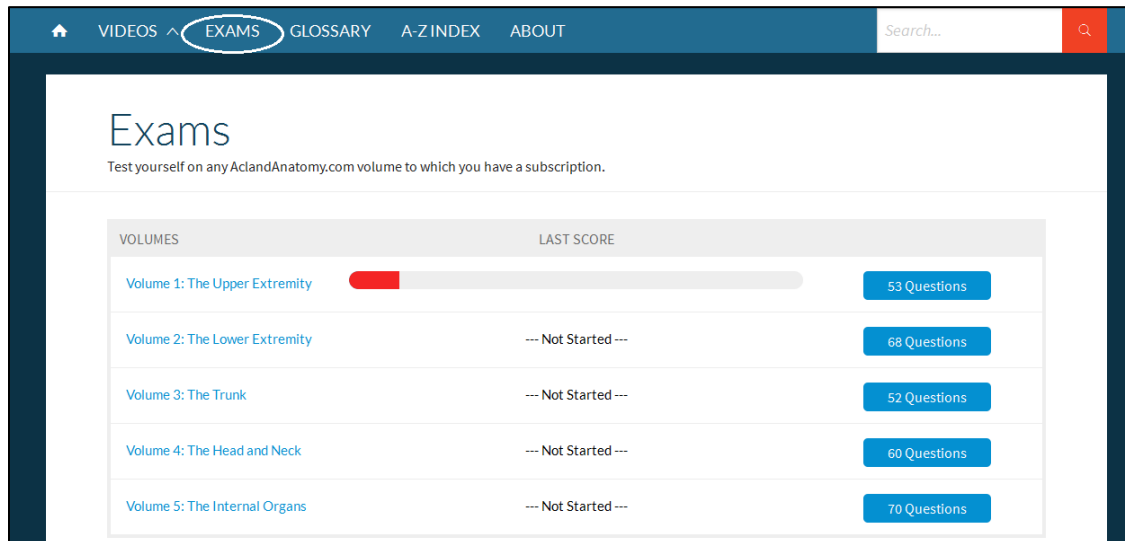 VIDEOS EXAMS GLOSSARY A-Z INDEX ABOUT Search...
Exams
Test yourself on any AclandAnatomy.com volume to which you have a subscription.
VOLUMES LAST SCORE
Volume 1: The Upper Extremity 53 Questions
Volume 2: The Lower Extremity --- Not Started --- 68 Questions
Volume 3: The Trunk --- Not Started --- 52 Questions
Volume 4: The Head and Neck --- Not Started --- 60 Questions
Volume 5: The Internal Organs --- Not Started --- 70 Questions